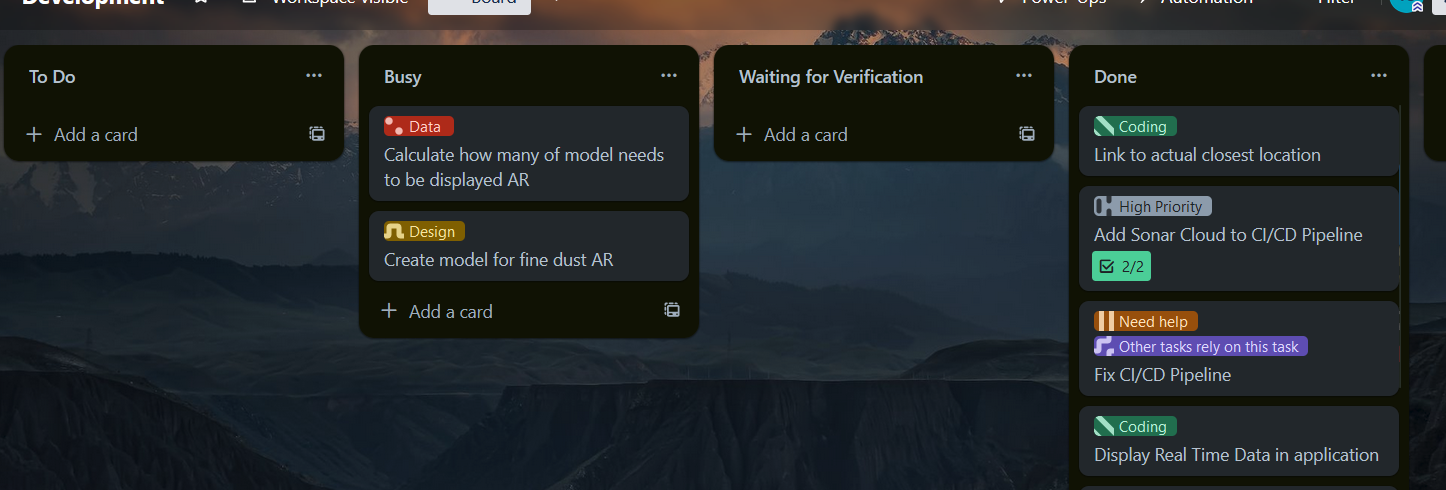 Development
Workspace visible
Board
Power-Ups
Automation
Filter
To Do
Add a card
Busy
Data
Calculate how many of model needs
to be displayed AR
Design
Create model for fine dust AR
Add a card
Waiting for Verification
Add a card
Done
Coding
Link to actual closest location
High Priority
Add Sonar Cloud to CI/CD Pipeline
2/2
Need help
Other tasks rely on this task
Fix CI/CD Pipeline
Coding
Display Real Time Data in application